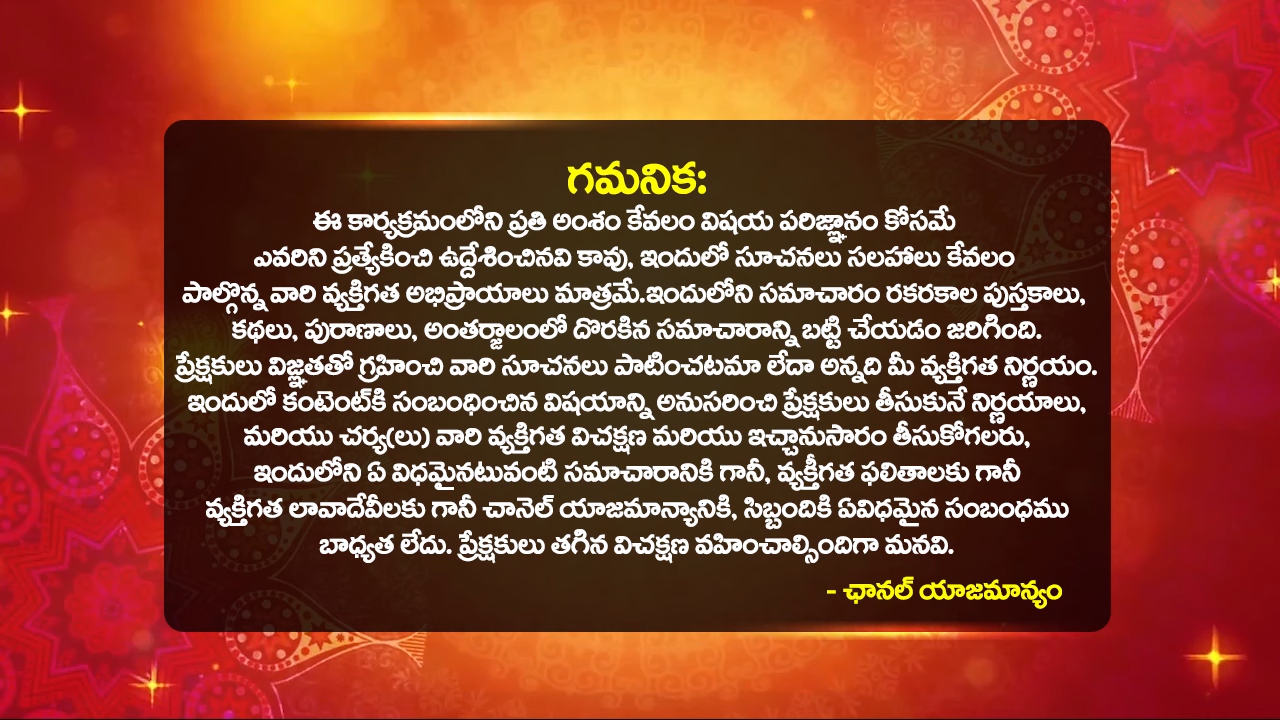 గమనిక:
ఈ కార్యక్రమంలోని ప్రతి అంశం కేవలం విషయ పరిజ్ఞానం కోసమే
ఎవరిని ప్రత్యేకించి ఉద్దేశించినవి కావు, ఇందులో సూచనలు సలహాలు కేవలం
పాల్గొన్న వారి వ్యక్తిగత అభిప్రాయాలు మాత్రమే.ఇందులోని సమాచారం రకరకాల పుస్తకాలు,
కథలు, పురాణాలు, అంతర్జాలంలో దొరకిన సమాచారాన్ని బట్టి చేయడం జరిగింది.
ప్రేక్షకులు విజ్ఞతతో గ్రహించి వారి సూచనలు పాటించటమా లేదా అన్నది మీ వ్యక్తిగత నిర్ణయం.
ఇందులో కంటెంట్‌కి సంబంధించిన విషయాన్ని అనుసరించి ప్రేక్షకులు తీసుకునే నిర్ణయాలు,
మరియు చర్య(లు) వారి వ్యక్తిగత విచక్షణ మరియు ఇచ్చానుసారం తీసుకోగలరు,
ఇందులోని ఏ విధమైనటువంటి సమాచారానికి గానీ, వ్యక్తీగత ఫలితాలకు గానీ
వ్యక్తిగత లావాదేవీలకు గానీ చానెల్ యాజమాన్యానికి, సిబ్బందికి ఏవిధమైన సంబంధము
బాధ్యత లేదు. ప్రేక్షకులు తగిన విచక్షణ వహించాల్సిందిగా మనవి.
- ఛానల్ యాజమాన్యం